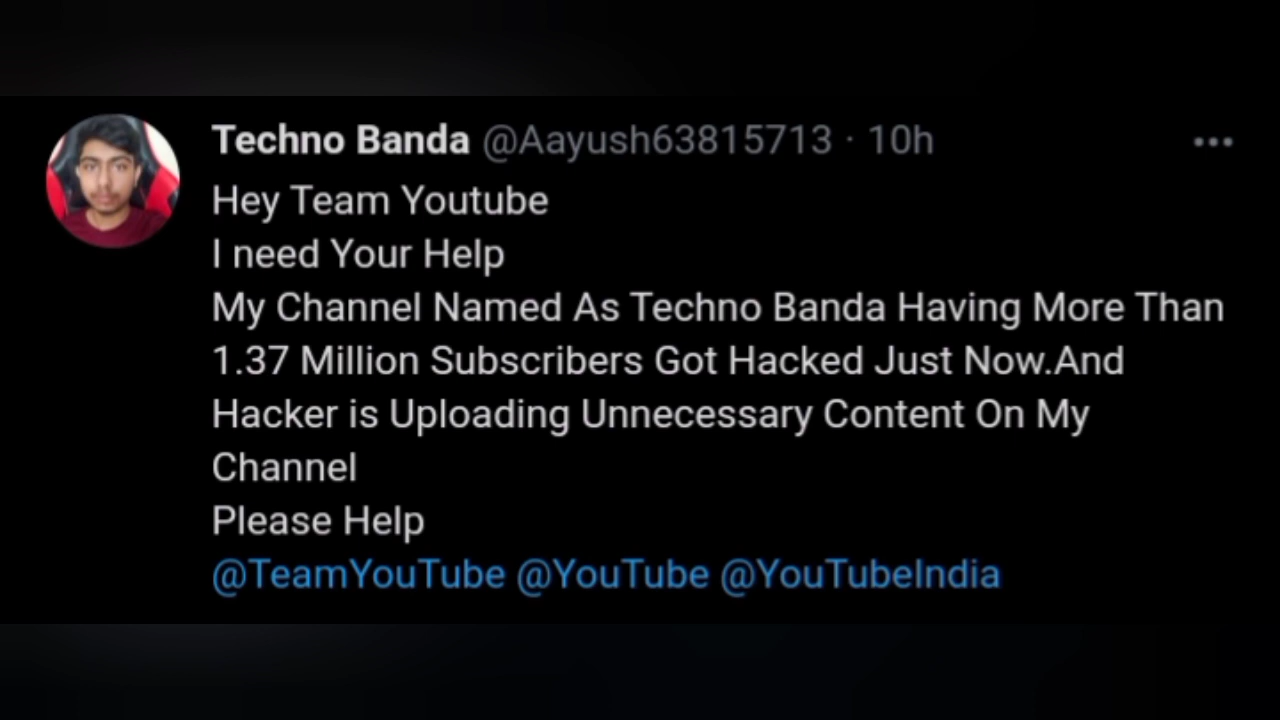 Techno Banda @Aayush63815713 · 10h
Hey Team Youtube
I need Your Help
My Channel Named As Techno Banda Having More Than
1.37 Million Subscribers Got Hacked Just Now.And
Hacker is Uploading Unnecessary Content On My
Channel
Please Help
@TeamYouTube @YouTube @YouTubeIndia